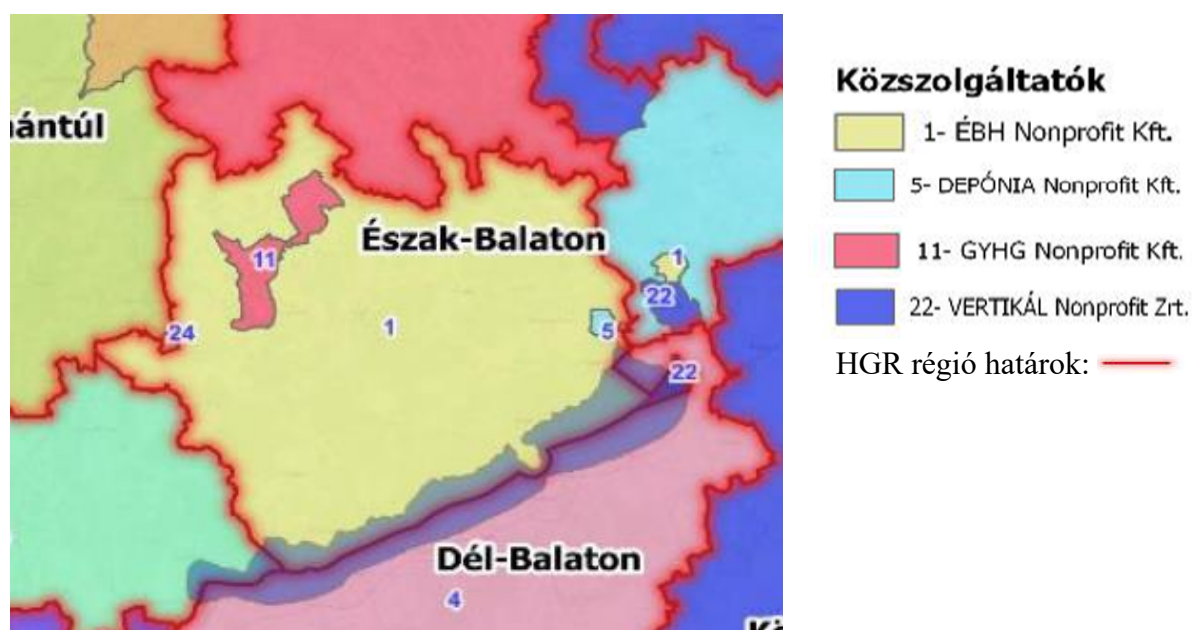 nántúl
Észak-Balaton
11
1
24
1
22
5
22
Dél-Balaton
4
Közszolgáltatók
1- ÉBH Nonprofit Kft.
5- DEPÓNIA Nonprofit Kft.
11- GYHG Nonprofit Kft.
22- VERTIKÁL Nonprofit Zrt.
HGR régió határok: